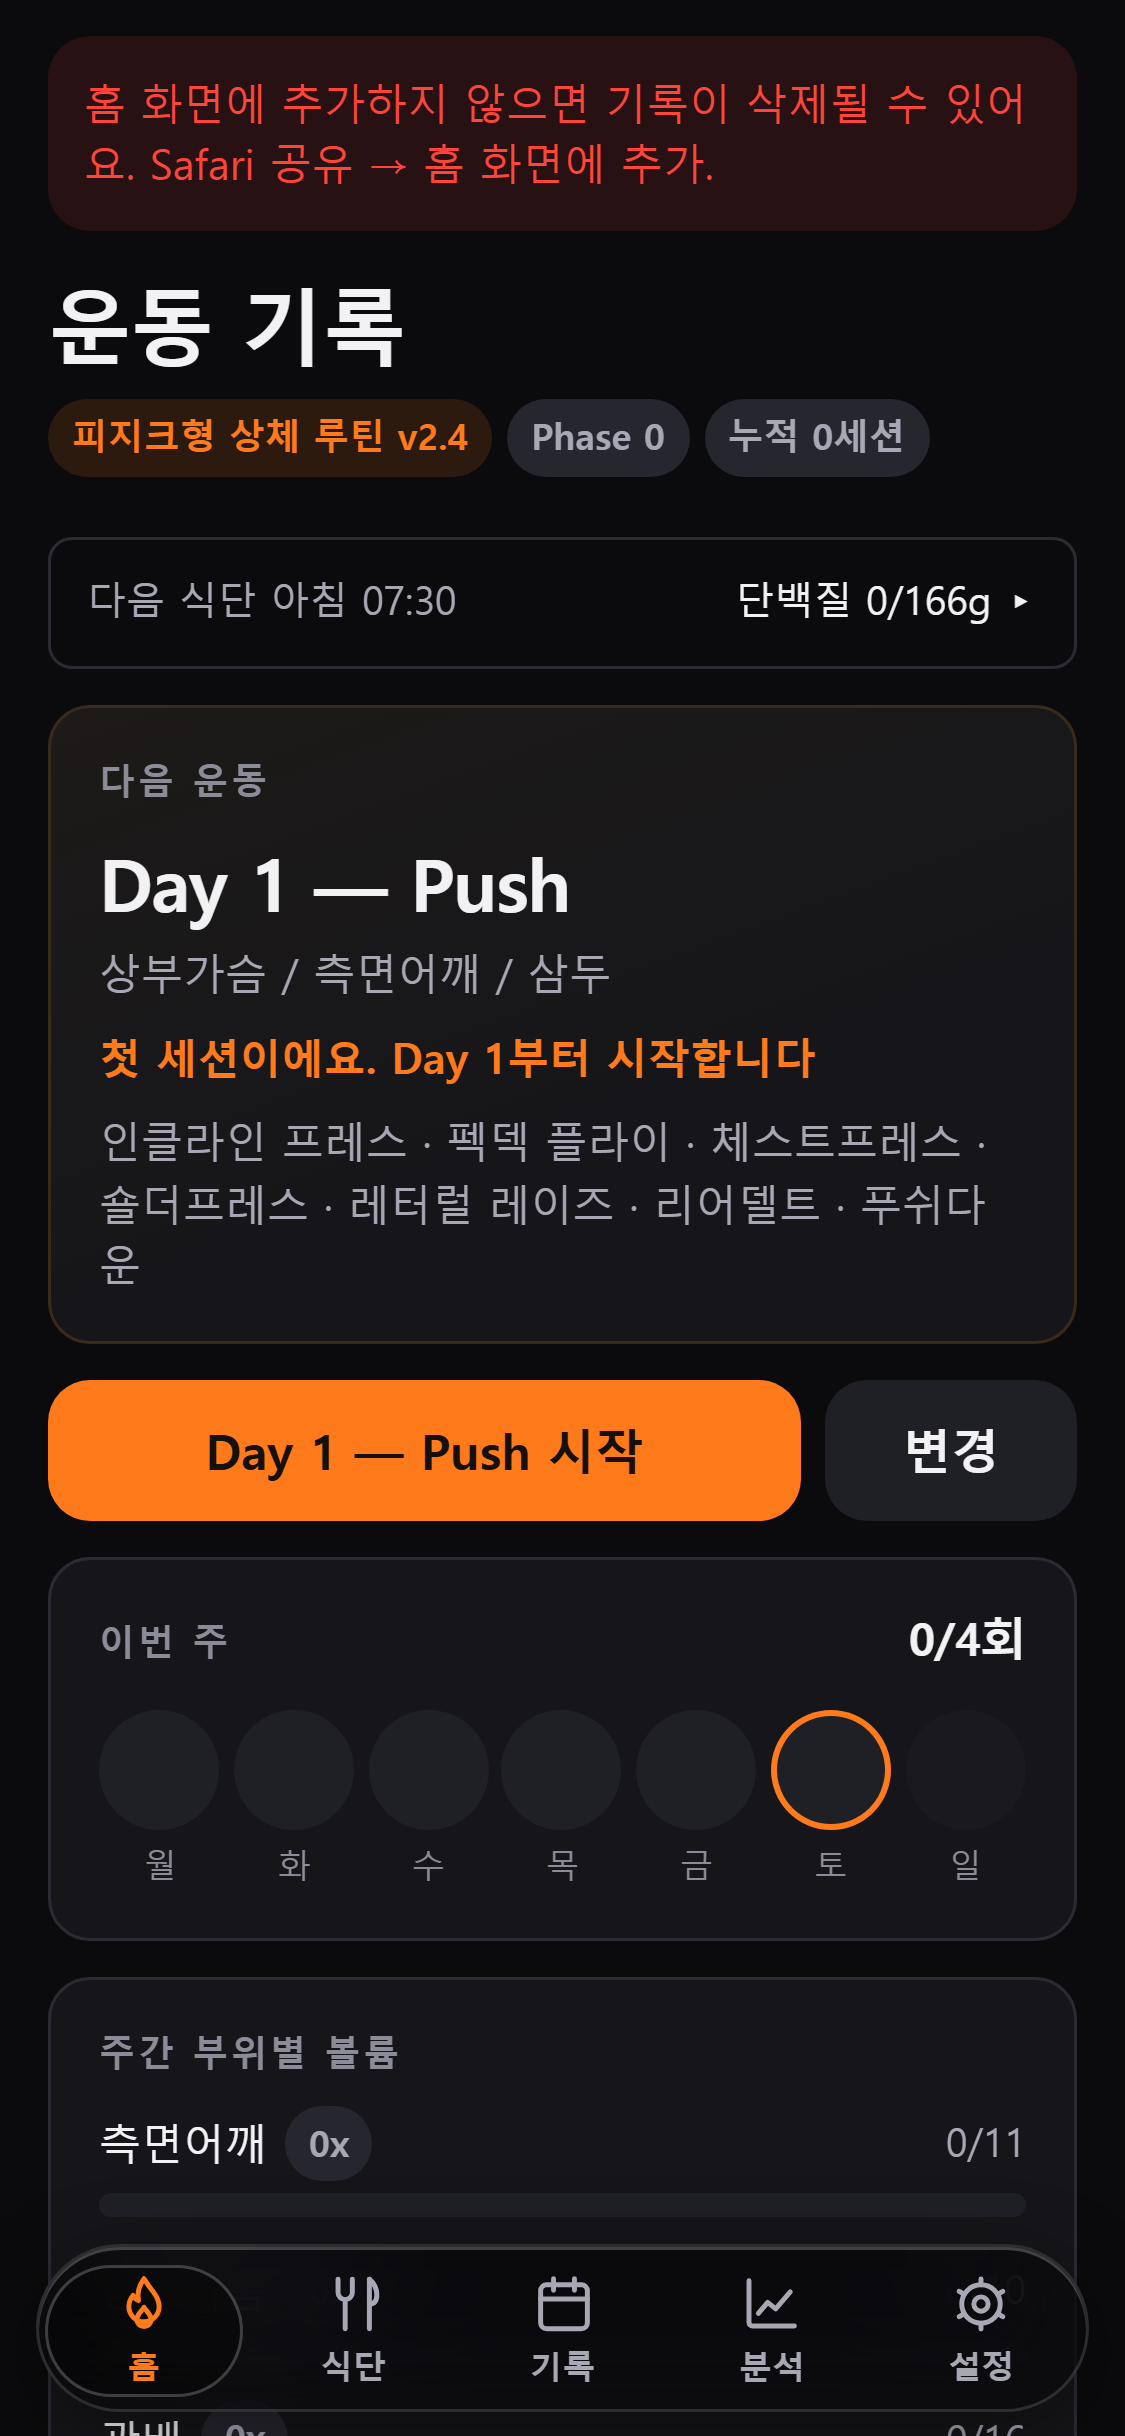 홈 화면에 추가하지 않으면 기록이 삭제될 수 있어
요. Safari 공유 → 홈 화면에 추가.
운동 기록
피지크형 상체 루틴 v2.4
Phase 0
누적 0세션
다음 식단 아침 07:30
단백질 0/166g ▸
다음 운동
Day 1 — Push
상부가슴 / 측면어깨 / 삼두
첫 세션이에요. Day 1부터 시작합니다
인클라인 프레스 · 펙덱 플라이 · 체스트프레스 ·
숄더프레스 · 레터럴 레이즈 · 리어델트 · 푸쉬다
운
Day 1 — Push 시작
변경
이번 주
0/4회
월 화 수 목 금 토 일
주간 부위별 볼륨
측면어깨 0x
0/11
홈
식단
기록
분석
설정